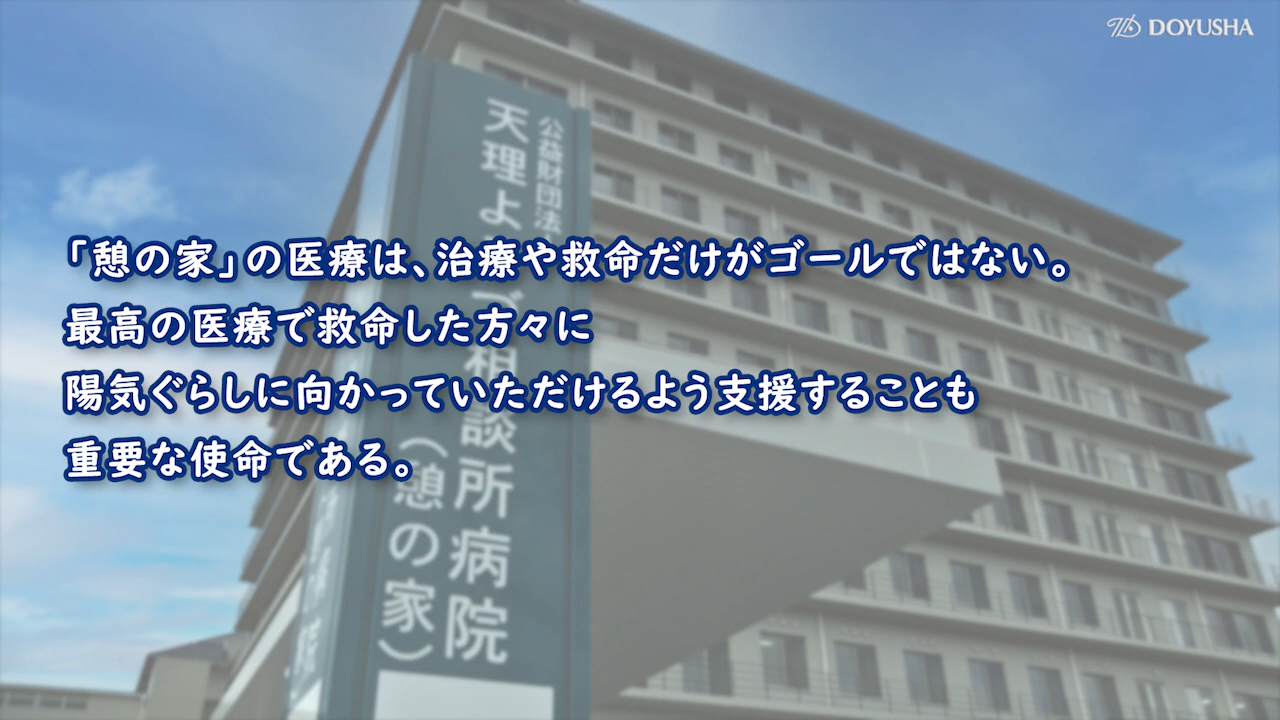 DOYUSHA
「憩の家」の医療は、治療や救命だけがゴールではない。
最高の医療で救命した方々に
陽気ぐらしに向かっていただけるよう支援することも
重要な使命である。
公益財団法
天理よ
相談所病院
（憩の家）